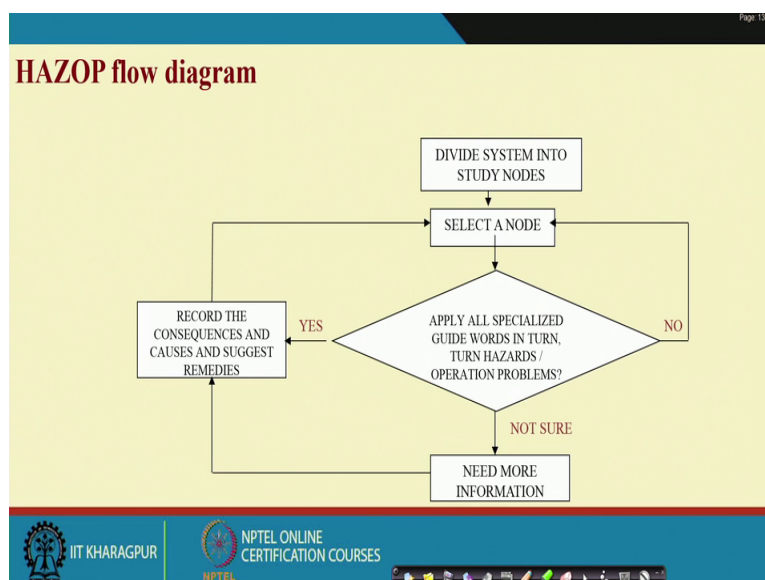 Page: 13
HAZOP flow diagram
DIVIDE SYSTEM INTO
STUDY NODES
SELECT A NODE
RECORD THE
CONSEQUENCES AND
CAUSES AND SUGGEST
REMEDIES
YES
APPLY ALL SPECIALIZED
GUIDE WORDS IN TURN,
TURN HAZARDS /
OPERATION PROBLEMS?
NO
NOT SURE
NEED MORE
INFORMATION
IIT KHARAGPUR
NPTEL
NPTEL ONLINE
CERTIFICATION COURSES